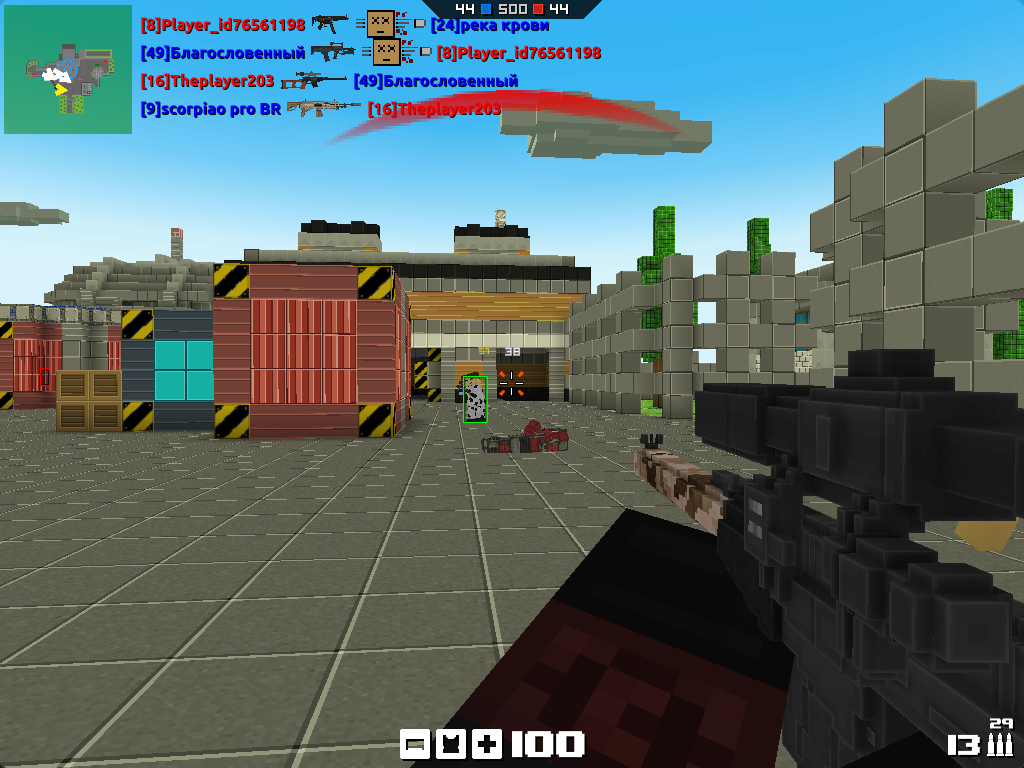 44 500 44
[8]Player_id76561198 [24]река крови
[49]Благословенный [8]Player_id76561198
[16]Theplayer203 [49]Благословенный
[9]scorpiao pro BR [16]Theplayer203
51 38
29
100 13